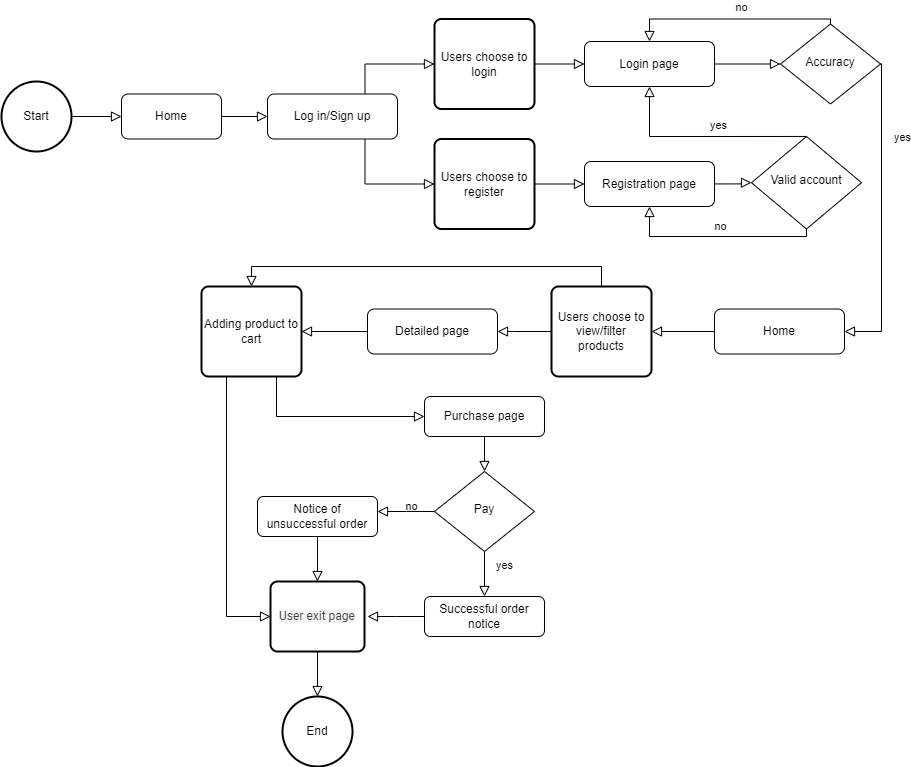 no
Users choose to
login
Login page
Accuracy
Start
Home
Log in/Sign up
yes
yes
Users choose to
register
Registration page
Valid account
no
Adding product to
cart
Detailed page
Users choose to
view/filter
products
Home
Purchase page
Notice of
unsuccessful order
no
Pay
yes
User exit page
Successful order
notice
End